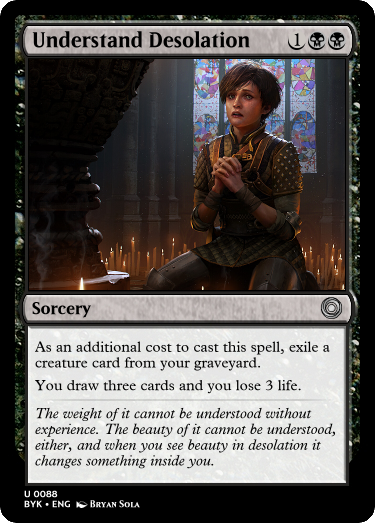 Understand Desolation 1
Sorcery
As an additional cost to cast this spell, exile a
creature card from your graveyard.
You draw three cards and you lose 3 life.
The weight of it cannot be understood without
experience. The beauty of it cannot be understood,
either, and when you see beauty in desolation it
changes something inside you.
U 0088
BYK • ENG Bryan Sola